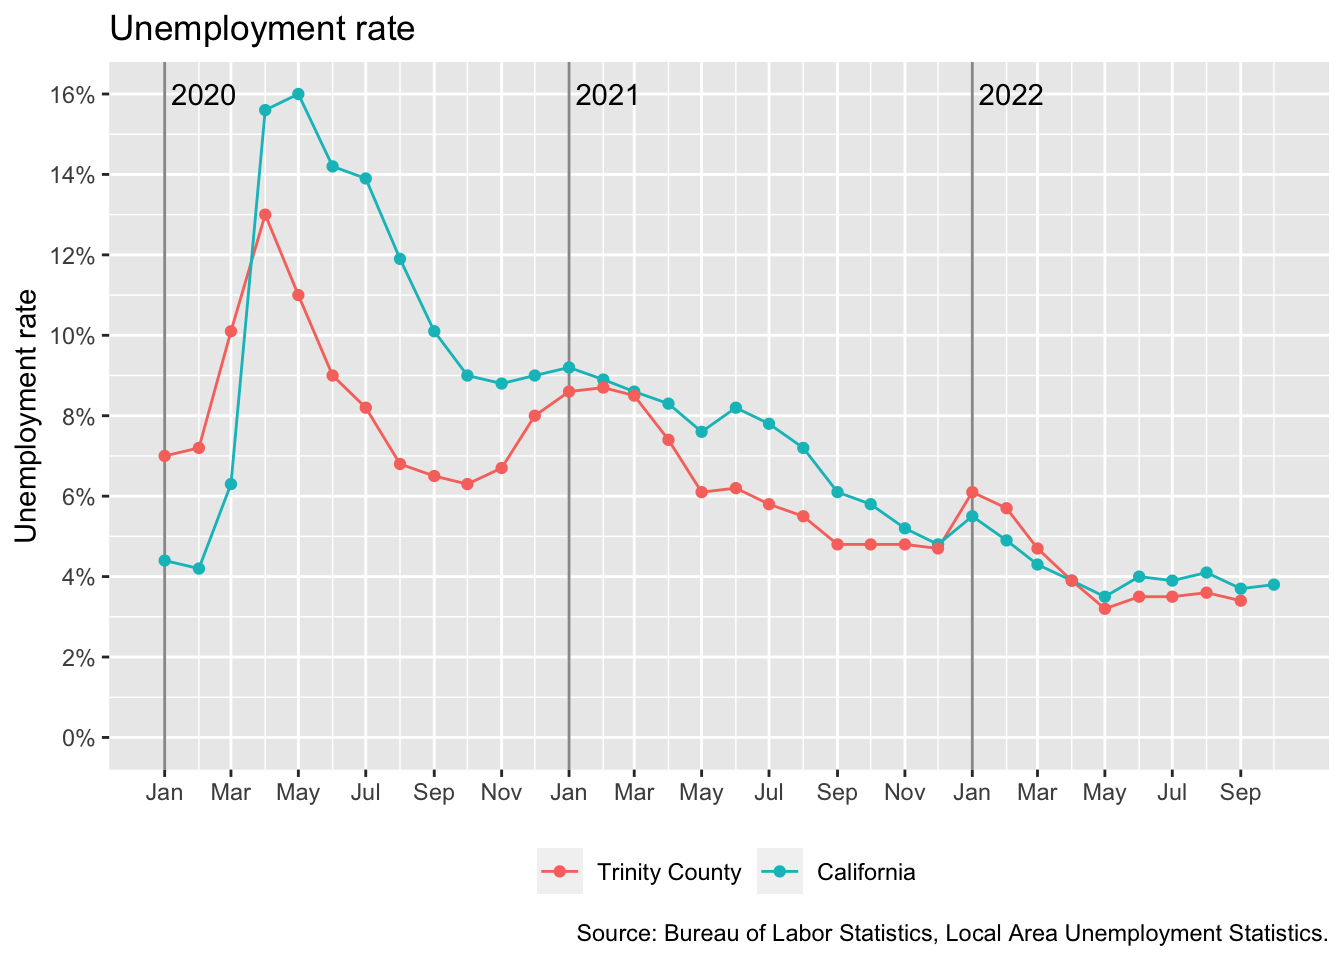 Unemployment rate
2020 2021 2022
16%
14%
12%
10%
8%
6%
4%
2%
0%
Unemployment rate
Jan Mar May Jul Sep Nov Jan Mar May Jul Sep Nov Jan Mar May Jul Sep
Trinity County California
Source: Bureau of Labor Statistics, Local Area Unemployment Statistics.